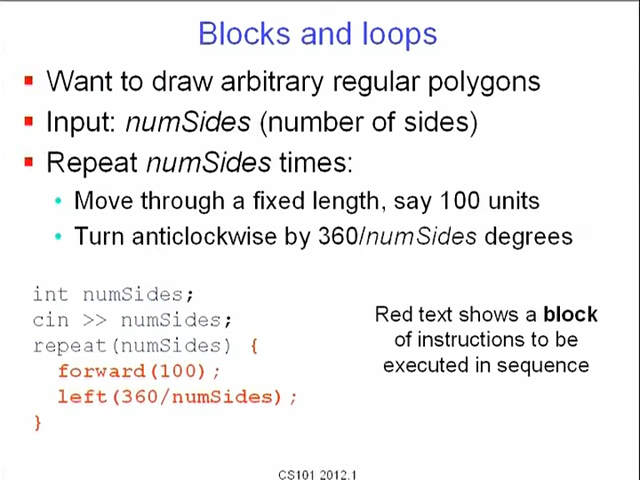 Blocks and loops
Want to draw arbitrary regular polygons
Input: numSides (number of sides)
Repeat numSides times:
Move through a fixed length, say 100 units
Turn anticlockwise by 360/numSides degrees
int numSides;
cin >> numSides;
repeat(numSides) {
forward(100);
left(360/numSides);
}
Red text shows a block
of instructions to be
executed in sequence
CS101 2012.1